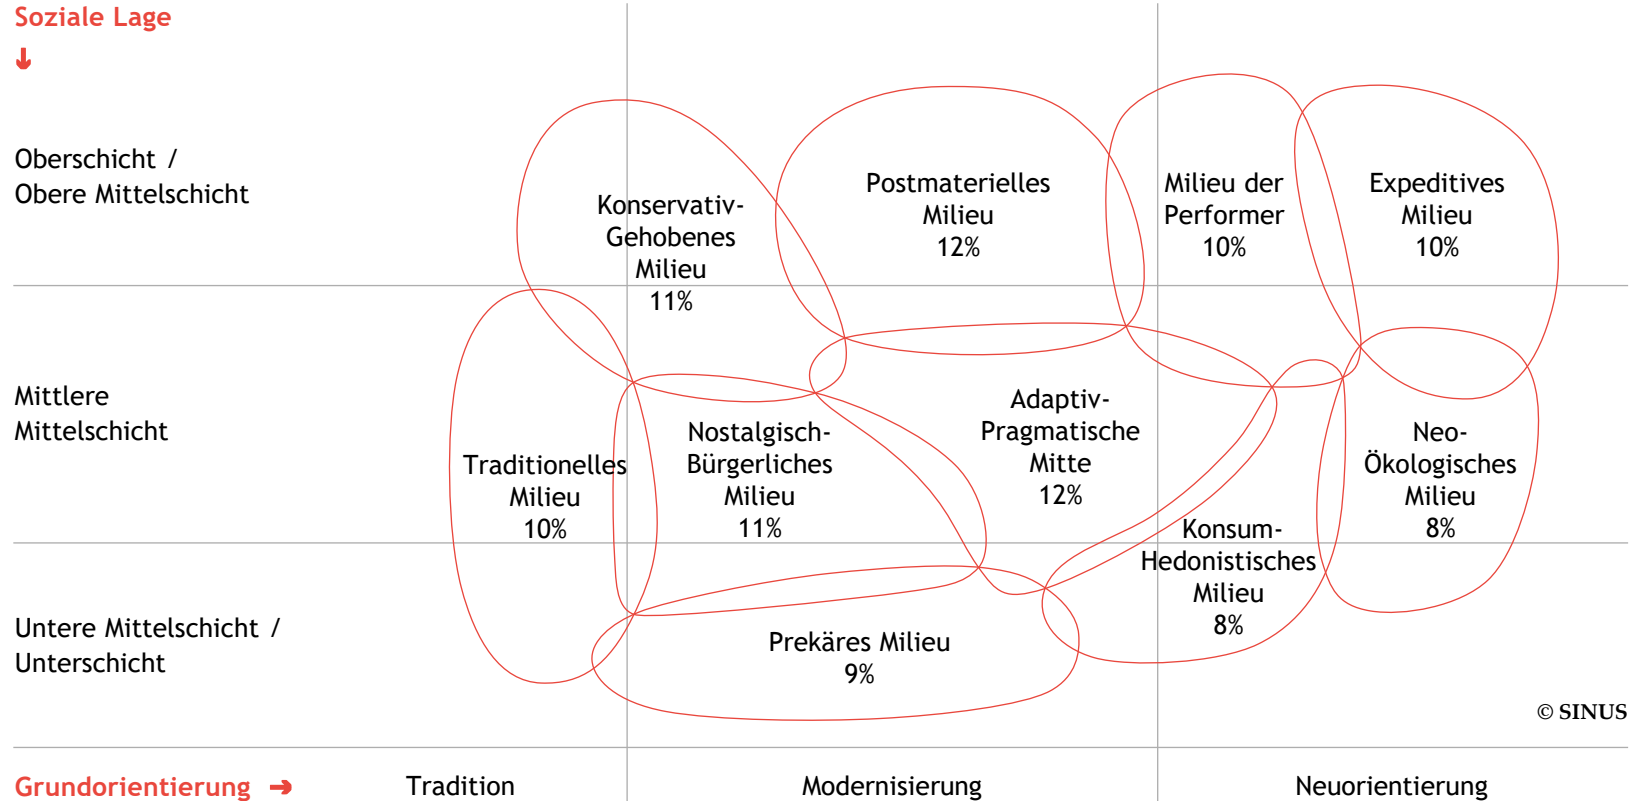 Soziale Lage
↓
Oberschicht /
Obere Mittelschicht
Konservativ-
Gehobenes
Milieu
11%
Postmaterielles
Milieu
12%
Milieu der
Performer
10%
Expeditives
Milieu
10%
Mittlere
Mittelschicht
Traditionelles
Milieu
10%
Nostalgisch-
Bürgerliches
Milieu
11%
Adaptiv-
Pragmatische
Mitte
12%
Neo-
Ökologisches
Milieu
8%
Konsum-
Hedonistisches
Milieu
8%
Untere Mittelschicht /
Unterschicht
Prekäres Milieu
9%
© SINUS
Grundorientierung →
Tradition
Modernisierung
Neuorientierung